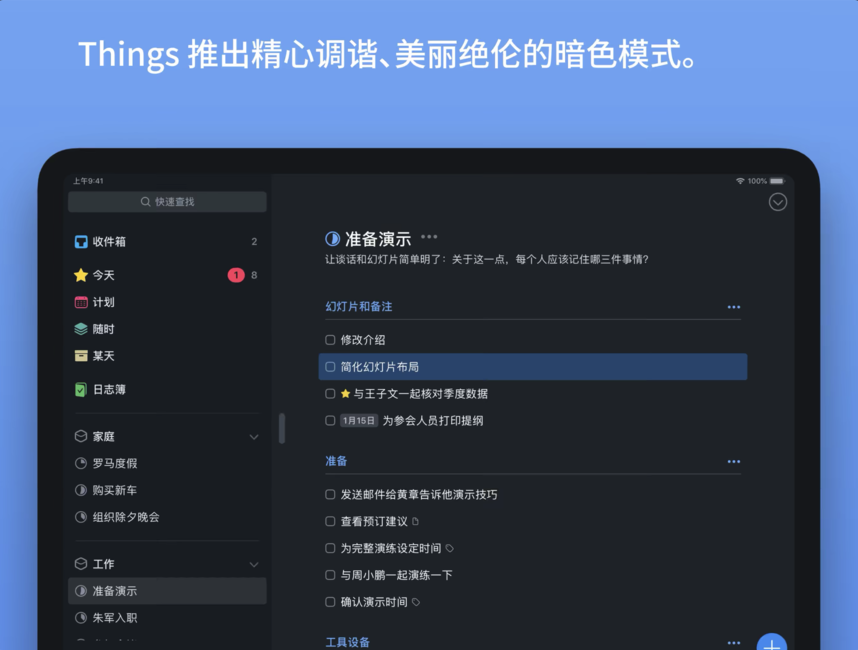 Things 推出精心调谐、美丽绝伦的暗色模式。
上午9:41
100%
快速查找
收件箱 2
今天 1 8
计划
随时
某天
日志簿
家庭
罗马度假
购买新车
组织除夕晚会
工作
准备演示
朱军入职
准备演示
让谈话和幻灯片简单明了：关于这一点，每个人应该记住哪三件事情？
幻灯片和备注
修改介绍
简化幻灯片布局
与王子文一起核对季度数据
1月15日 为参会人员打印提纲
准备
发送邮件给黄章告诉他演示技巧
查看预订建议
为完整演练设定时间
与周小鹏一起演练一下
确认演示时间
工具设备